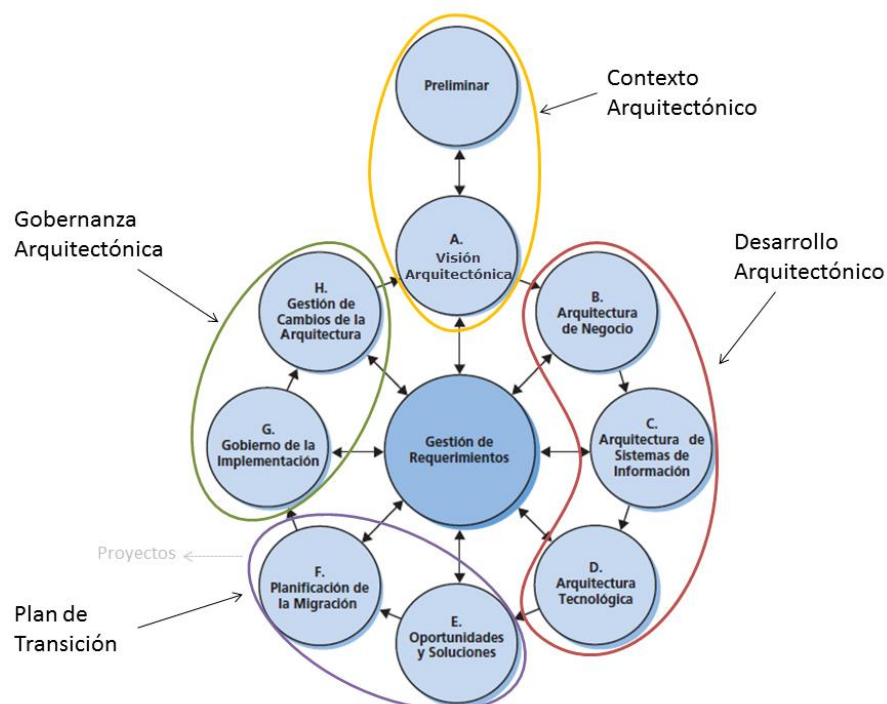 Preliminar
Contexto
Arquitectónico
A.
Visión
Arquitectónica
Gobernanza
Arquitectónica
Desarrollo
Arquitectónico
H.
Gestión de
Cambios de la
Arquitectura
B.
Arquitectura
de Negocio
G.
Gobierno de la
Implementación
Gestión de
Requerimientos
C.
Arquitectura de
Sistemas de
Información
Proyectos
F.
Planificación de
la Migración
D.
Arquitectura
Tecnológica
Plan de
Transición
E.
Oportunidades
y Soluciones